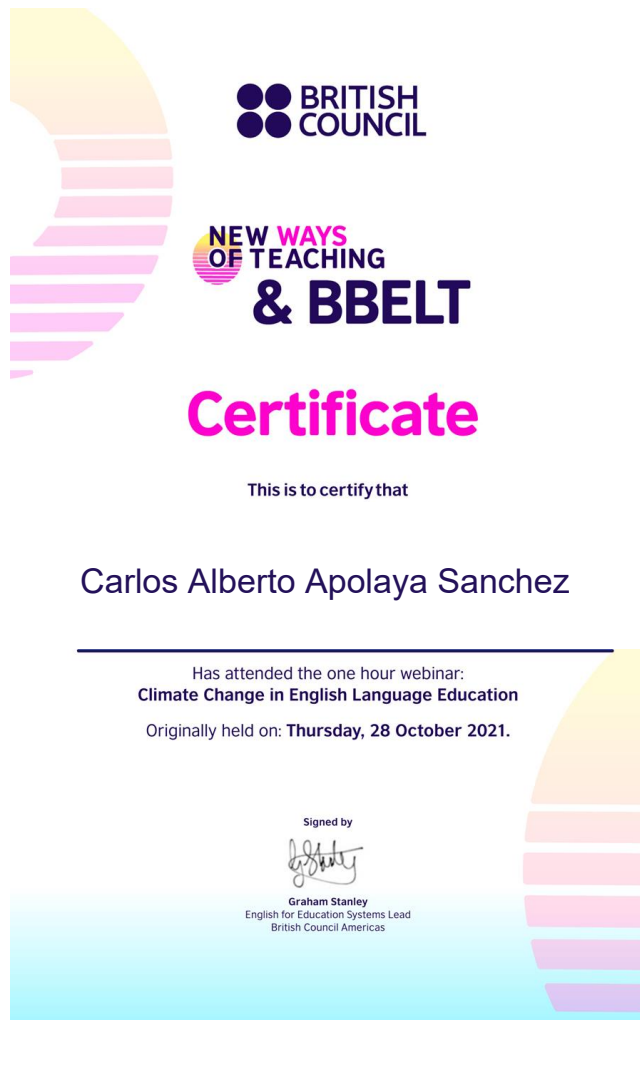 BRITISH
COUNCIL
NEW WAYS
OF TEACHING
& BBELT
Certificate
This is to certify that
Carlos Alberto Apolaya Sanchez
Has attended the one hour webinar:
Climate Change in English Language Education
Originally held on: Thursday, 28 October 2021.
Signed by
Graham Stanley
English for Education Systems Lead
British Council Americas